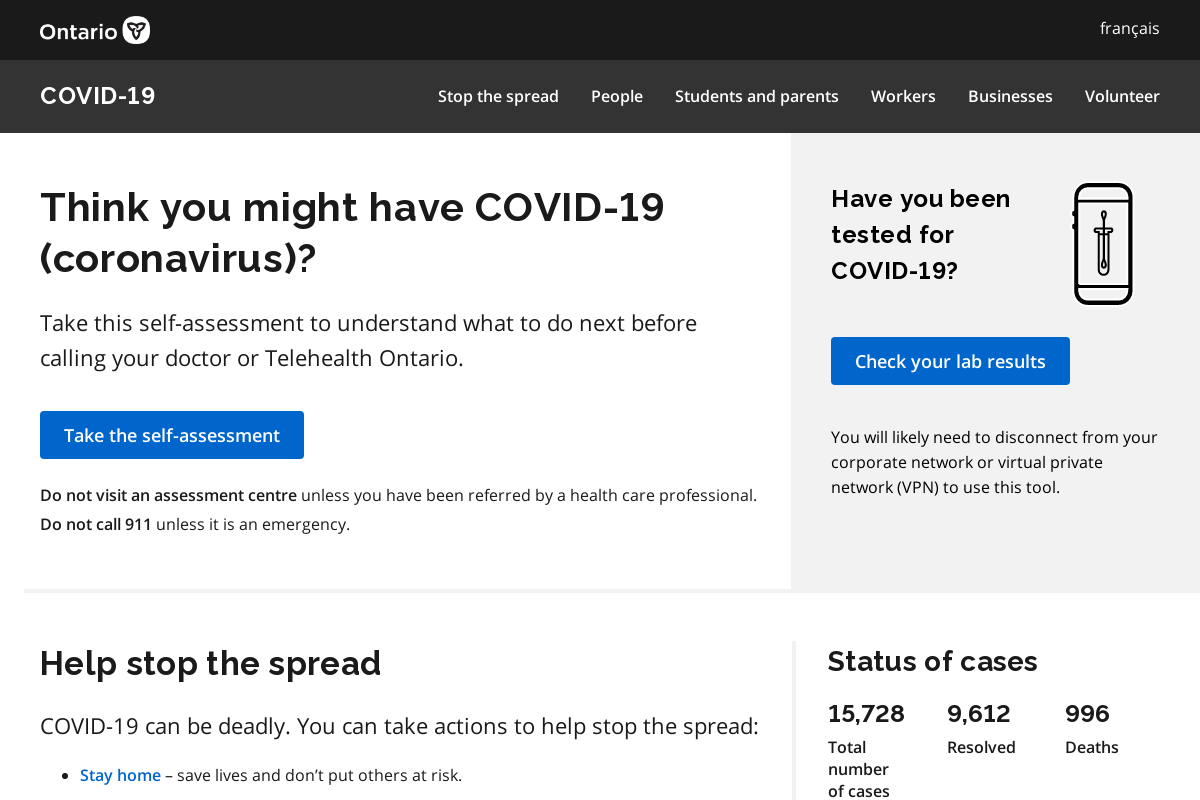 Ontario
français
COVID-19
Stop the spread
People
Students and parents
Workers
Businesses
Volunteer
Think you might have COVID-19
(coronavirus)?
Take this self-assessment to understand what to do next before
calling your doctor or Telehealth Ontario.
Take the self-assessment
Do not visit an assessment centre unless you have been referred by a health care professional.
Do not call 911 unless it is an emergency.
Have you been
tested for
COVID-19?
Check your lab results
You will likely need to disconnect from your
corporate network or virtual private
network (VPN) to use this tool.
Help stop the spread
COVID-19 can be deadly. You can take actions to help stop the spread:
• Stay home – save lives and don’t put others at risk.
Status of cases
15,728
Total
number
of cases
9,612
Resolved
996
Deaths